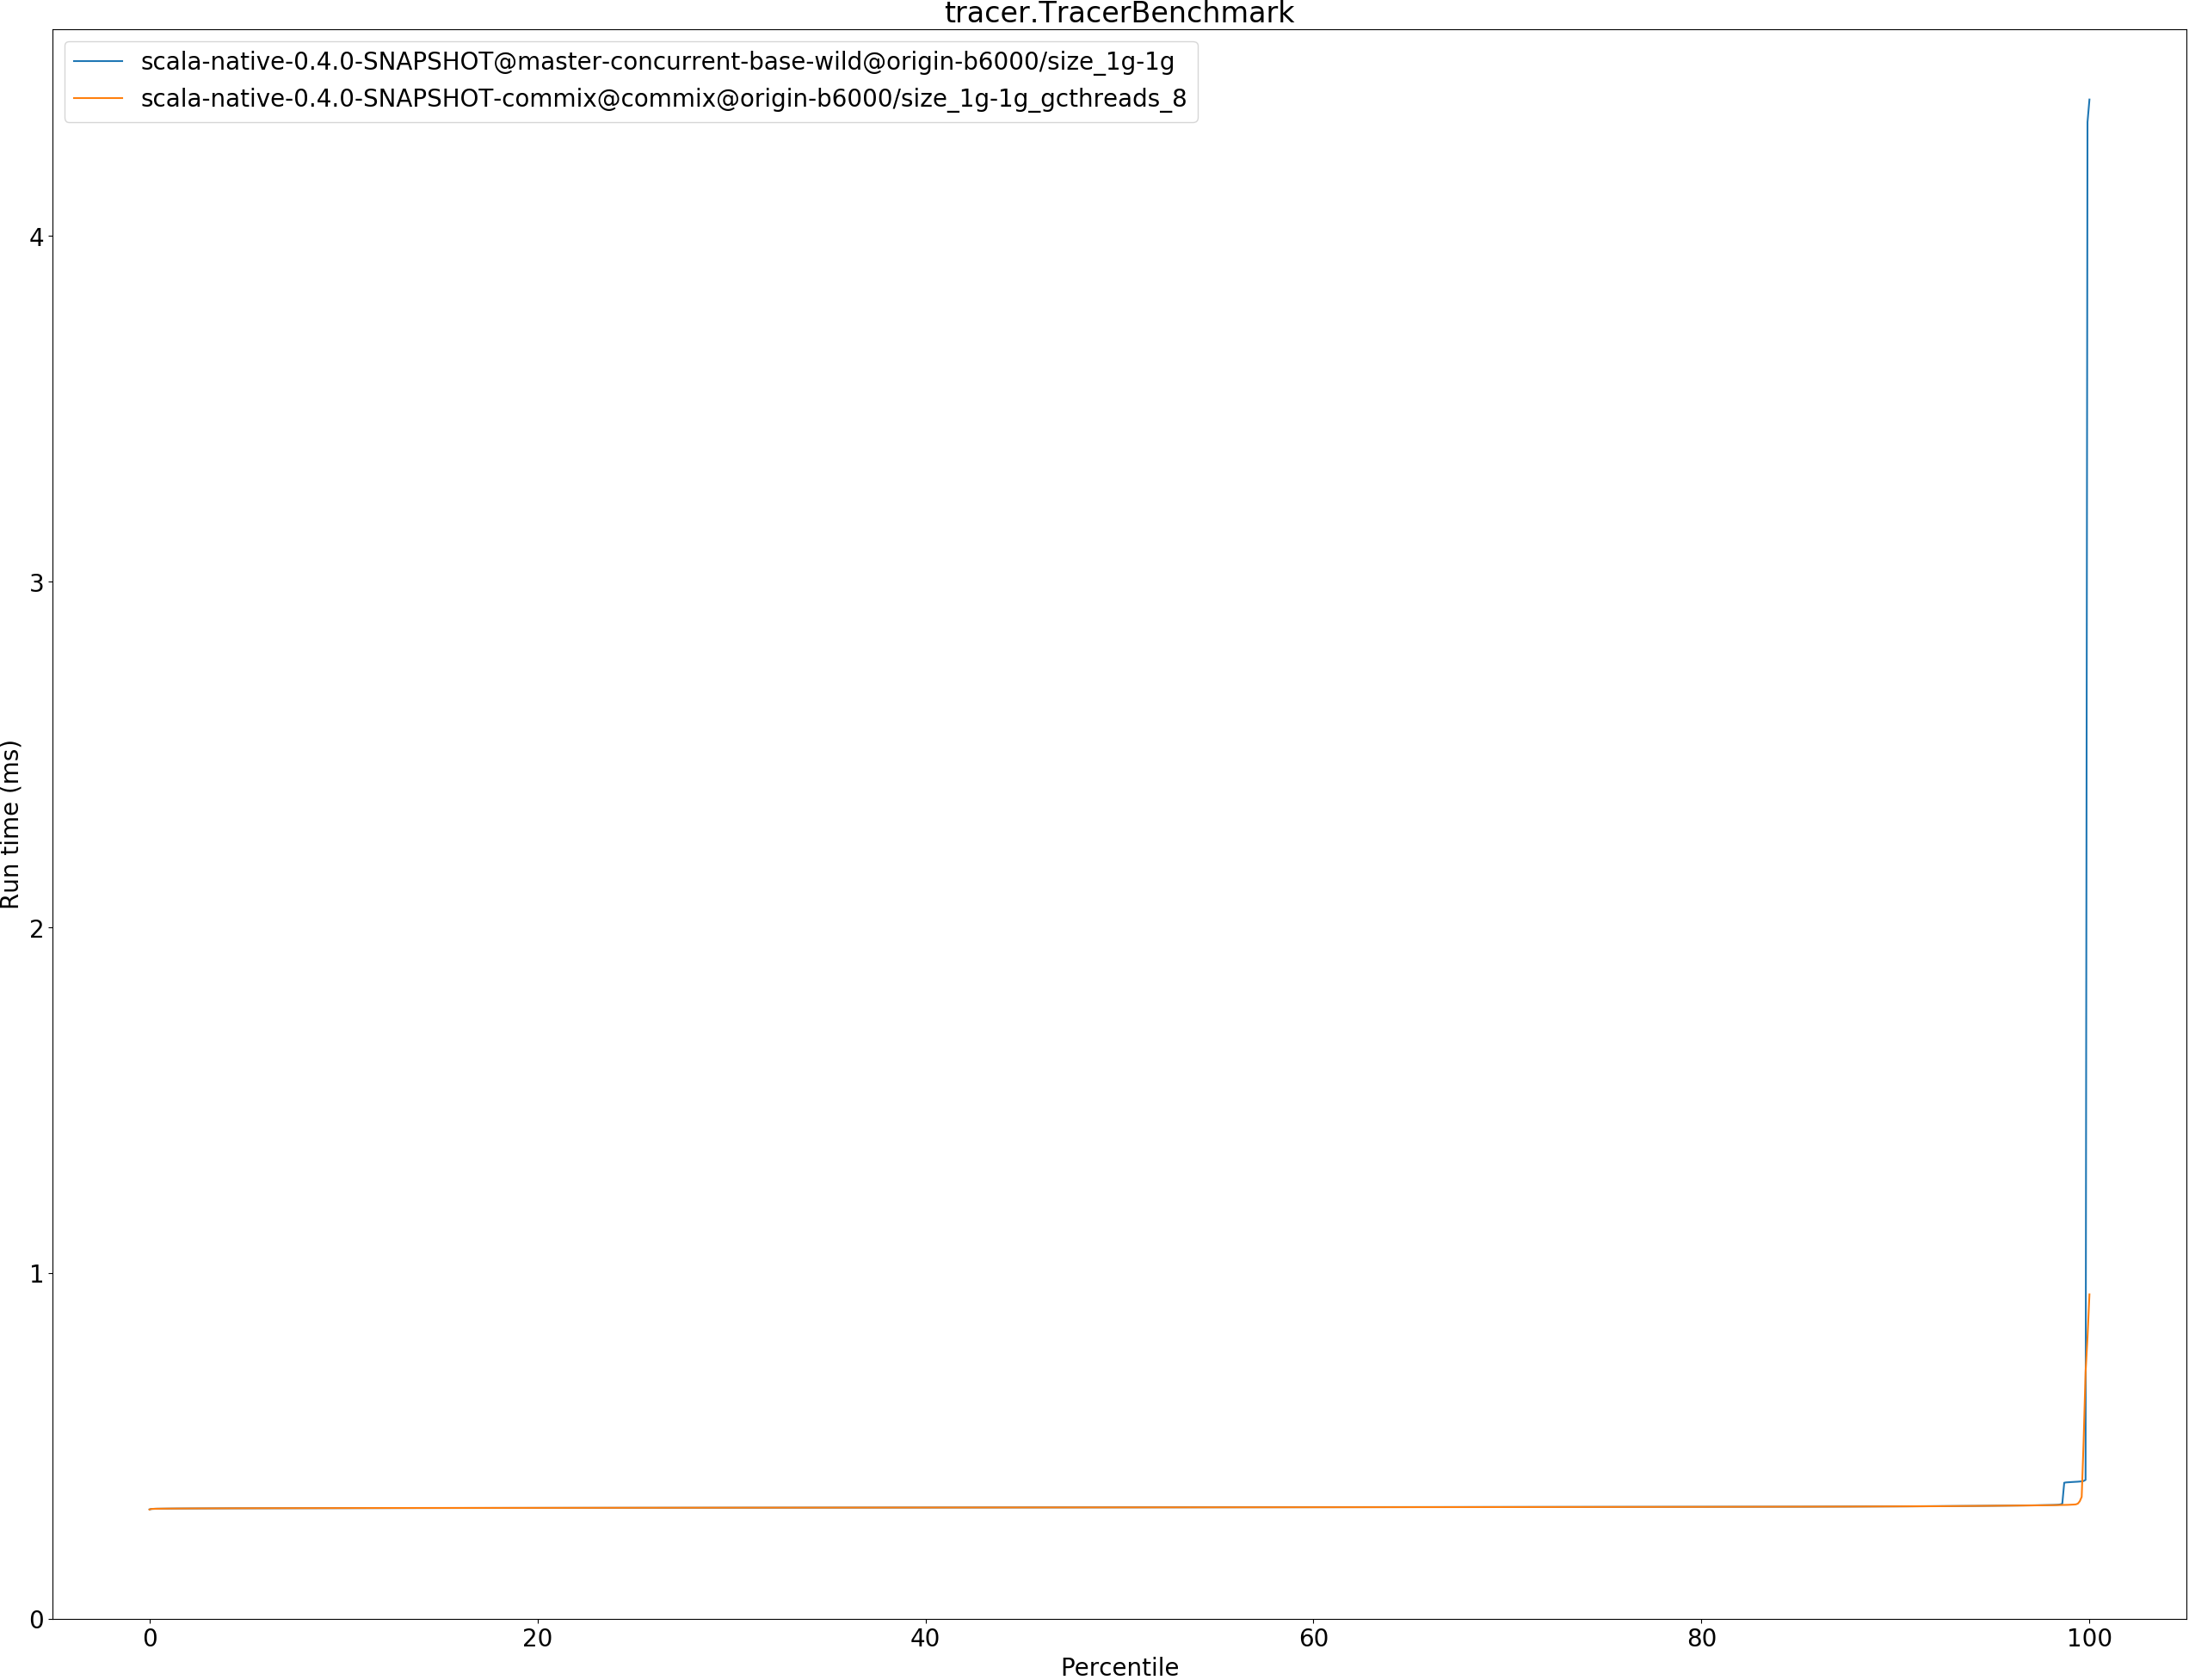 tracer.TracerBenchmark
scala-native-0.4.0-SNAPSHOT@master-concurrent-base-wild@origin-b6000/size_1g-1g
scala-native-0.4.0-SNAPSHOT-commix@commix@origin-b6000/size_1g-1g_gcthreads_8
4
3
2
1
0
Run time (ms)
0 20 40 60 80 100
Percentile